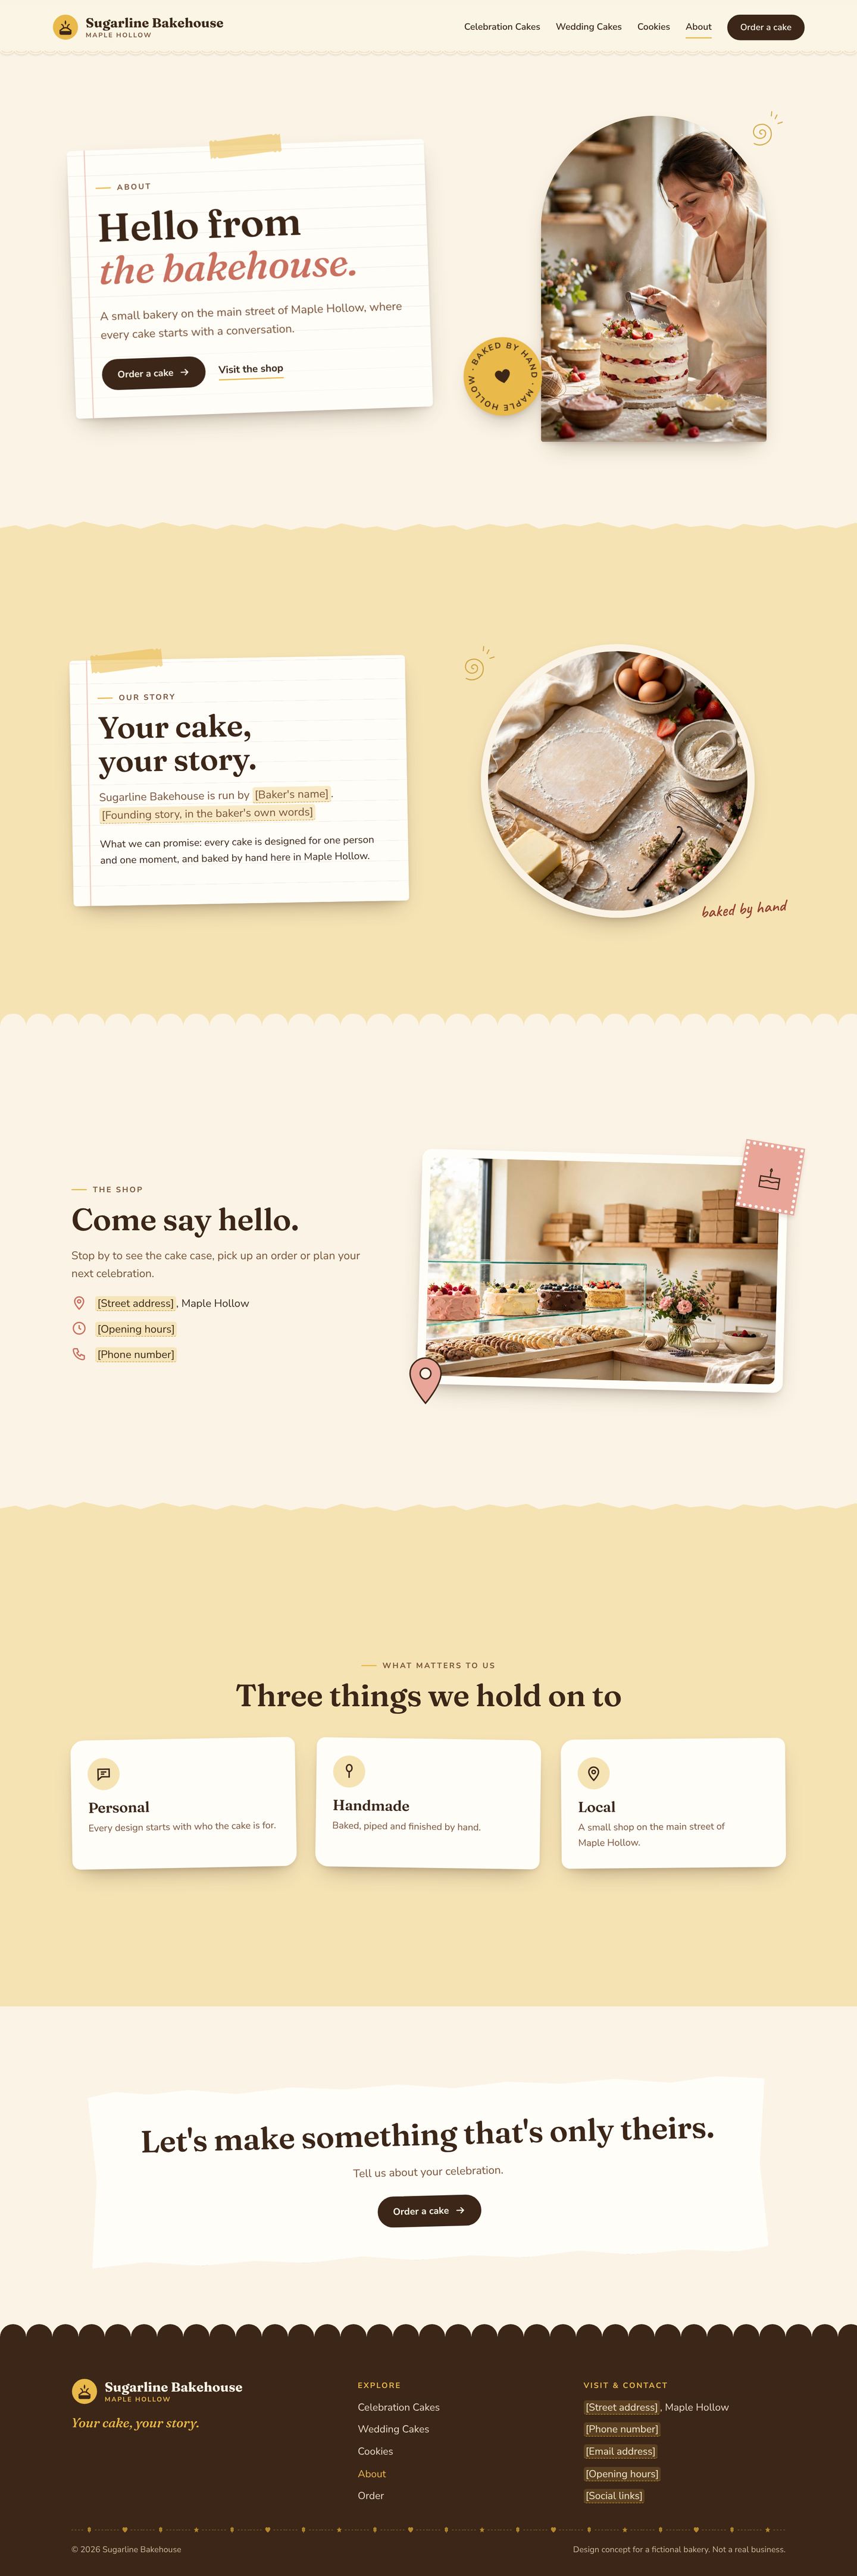 Sugarline Bakehouse
MAPLE HOLLOW
Celebration Cakes
Wedding Cakes
Cookies
About
Order a cake
ABOUT
Hello from
the bakehouse.
A small bakery on the main street of Maple Hollow, where
every cake starts with a conversation.
Order a cake →
Visit the shop
BAKED BY HAND · MAPLE HOLLOW ·
OUR STORY
Your cake,
your story.
Sugarline Bakehouse is run by [Baker's name].
[Founding story, in the baker's own words]
What we can promise: every cake is designed for one person
and one moment, and baked by hand here in Maple Hollow.
baked by hand
THE SHOP
Come say hello.
Stop by to see the cake case, pick up an order or plan your
next celebration.
[Street address], Maple Hollow
[Opening hours]
[Phone number]
WHAT MATTERS TO US
Three things we hold on to
Personal
Every design starts with who the cake is for.
Handmade
Baked, piped and finished by hand.
Local
A small shop on the main street of
Maple Hollow.
Let's make something that's only theirs.
Tell us about your celebration.
Order a cake →
Sugarline Bakehouse
MAPLE HOLLOW
Your cake, your story.
EXPLORE
Celebration Cakes
Wedding Cakes
Cookies
About
Order
VISIT & CONTACT
[Street address], Maple Hollow
[Phone number]
[Email address]
[Opening hours]
[Social links]
© 2026 Sugarline Bakehouse
Design concept for a fictional bakery. Not a real business.